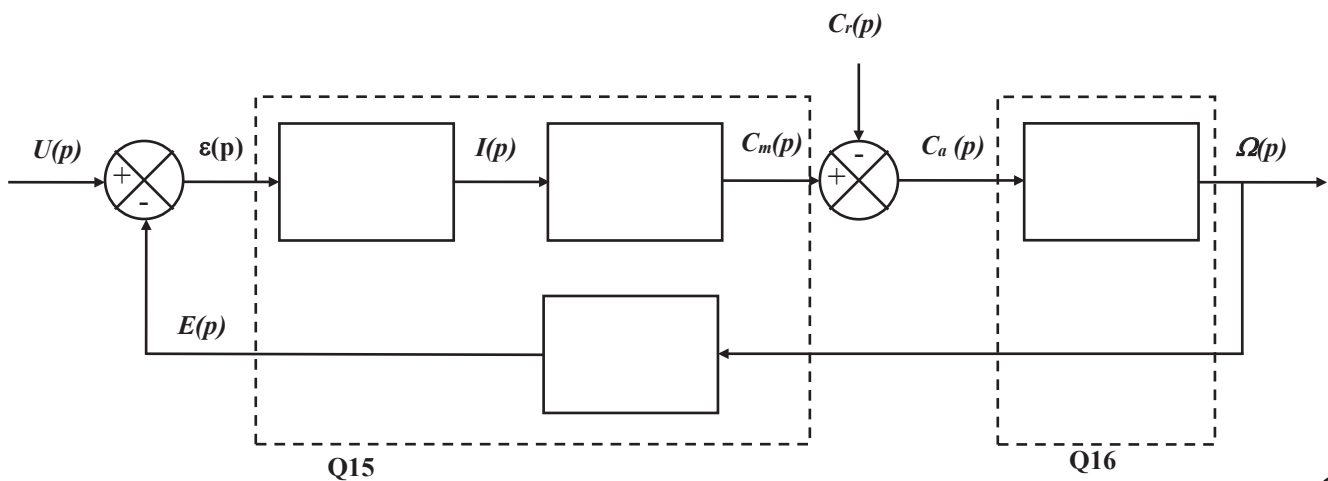 Cr(p)
U(p)
ε(p)
I(p)
Cm(p)
Ca (p)
Ω(p)
+
-
+
-
E(p)
Q15
Q16